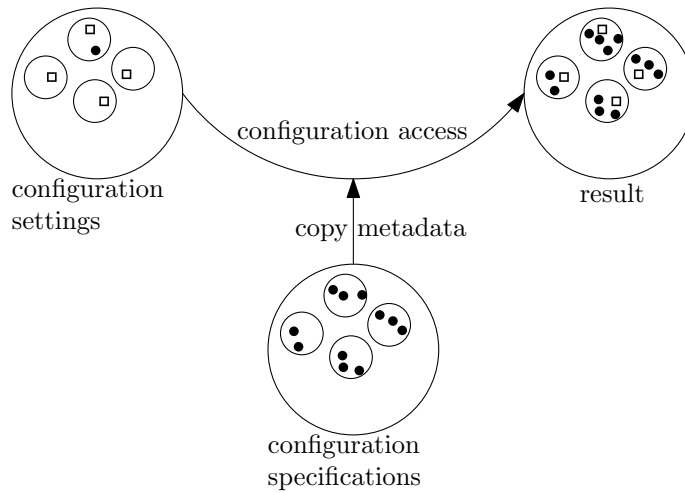 configuration access
configuration
settings
result
copy metadata
configuration
specifications